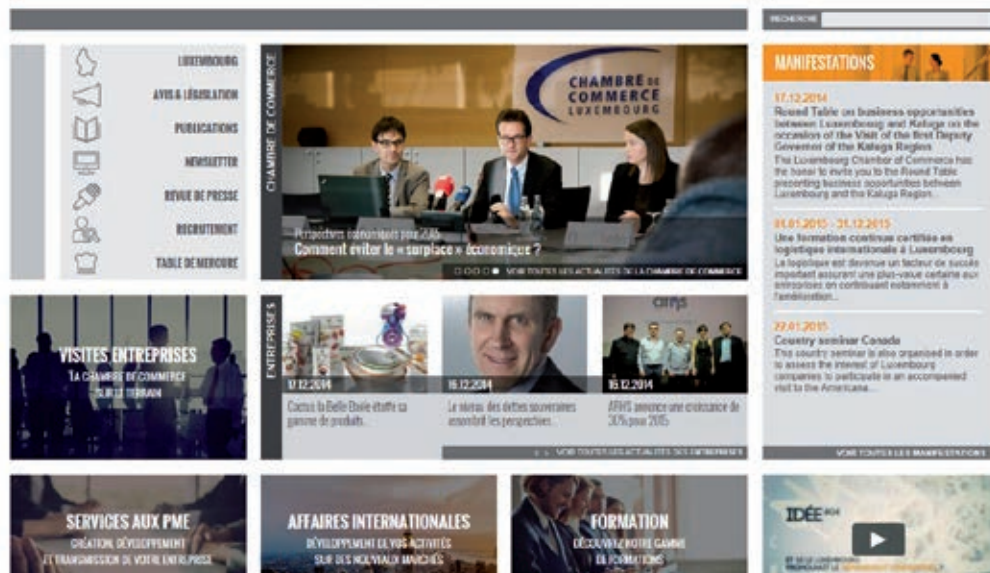 RECHERCHE
LUXEMBOURG
AVIS & LÉGISLATION
PUBLICATIONS
NEWSLETTER
REVUE DE PRESSE
RECRUTEMENT
TABLE DE MERCURE
CHAMBRE DE COMMERCE
CHAMBRE DE
COMMERCE
LUXEMBOURG
Perspectives économiques pour 2015
Comment éviter le « surplace » économique ?
VOIR TOUTES LES ACTUALITÉS DE LA CHAMBRE DE COMMERCE
MANIFESTATIONS
17.12.2014
Round Table on business opportunities
between Luxembourg and Kaluga on the
occasion of the Visit of the first Deputy
Governor of the Kaluga Region
The Luxembourg Chamber of Commerce has
the honor to invite you to the Round Table
presenting business opportunities between
Luxembourg and the Kaluga Region...
01.01.2015 - 31.12.2015
Une formation continue certifiée en
logistique internationale à Luxembourg
La logistique est devenue un facteur de succès
important assurant une plus-value certaine aux
entreprises en contribuant notamment à
l'amélioration...
22.01.2015
Country seminar Canada
This country seminar is also organised in order
to assess the interest of Luxembourg
companies to participate in an accompanied
visit to the Americana...
VOIR TOUTES LES MANIFESTATIONS
VISITES ENTREPRISES
LA CHAMBRE DE COMMERCE
SUR LE TERRAIN
ENTREPRISES
17.12.2014
Cactus la Belle Etoile étoffe sa
gamme de produits...
16.12.2014
Le niveau des dettes souveraines
assombrit les perspectives...
16.12.2014
ATHS annonce une croissance de
30% pour 2015
VOIR TOUTES LES ACTUALITÉS DES ENTREPRISES
SERVICES AUX PME
CRÉATION, DÉVELOPPEMENT
ET TRANSMISSION DE VOTRE ENTREPRISE
AFFAIRES INTERNATIONALES
DÉVELOPPEMENT DE VOS ACTIVITÉS
SUR DES NOUVEAUX MARCHÉS
FORMATION
DÉCOUVREZ NOTRE GAMME
DE FORMATIONS
IDÉE #04
ET SI LE LUXEMBOURG